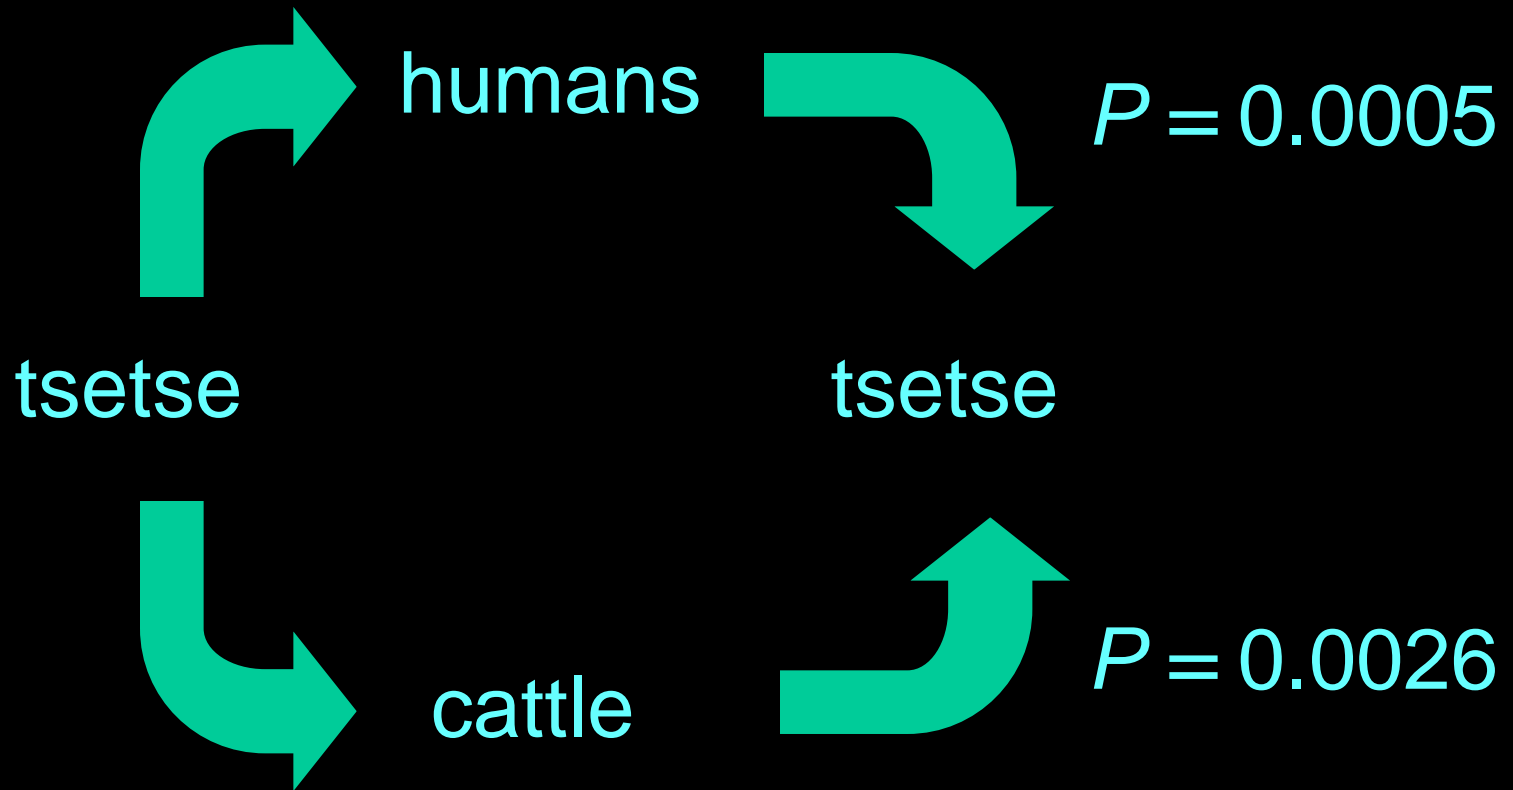 humans
P = 0.0005
tsetse
tsetse
cattle
P = 0.0026